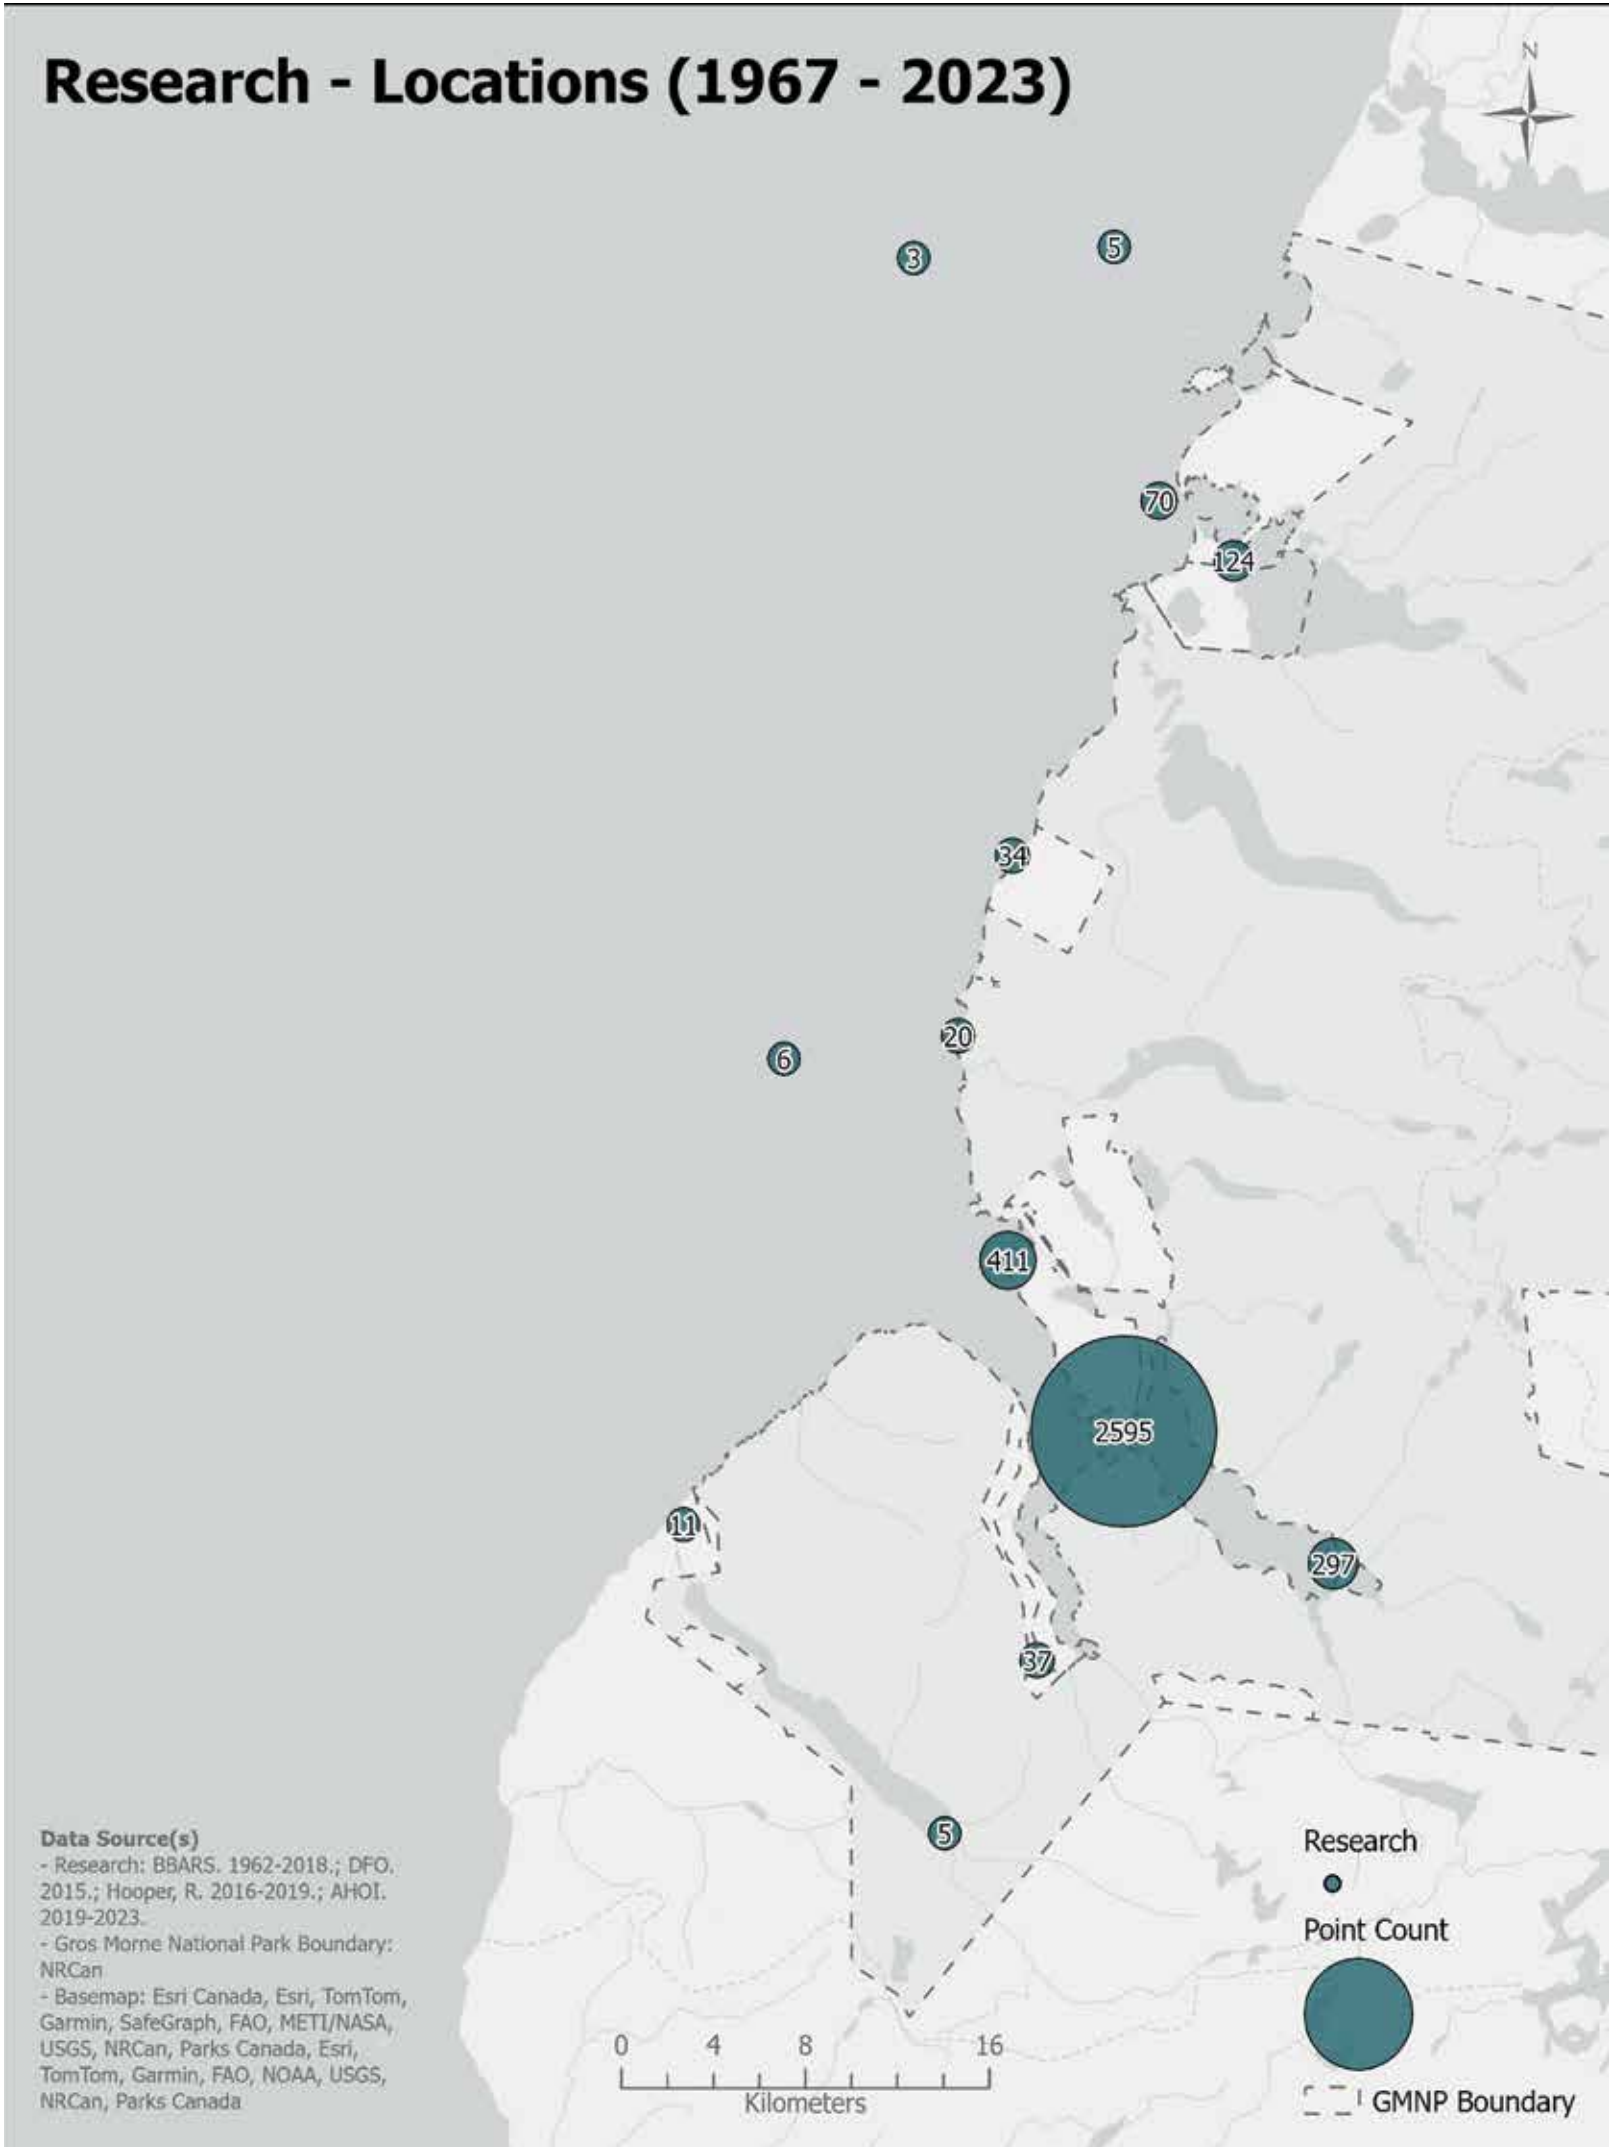 Research - Locations (1967 - 2023)
N
3
5
70
124
34
20
6
411
2595
11
297
37
5
Data Source(s)
- Research: BBARS. 1962-2018.; DFO.
2015.; Hooper, R. 2016-2019.; AHOI.
2019-2023.
- Gros Morne National Park Boundary:
NRCan
- Basemap: Esri Canada, Esri, TomTom,
Garmin, SafeGraph, FAO, METI/NASA,
USGS, NRCan, Parks Canada, Esri,
TomTom, Garmin, FAO, NOAA, USGS,
NRCan, Parks Canada
0 4 8 16
Kilometers
Research
Point Count
GMNP Boundary